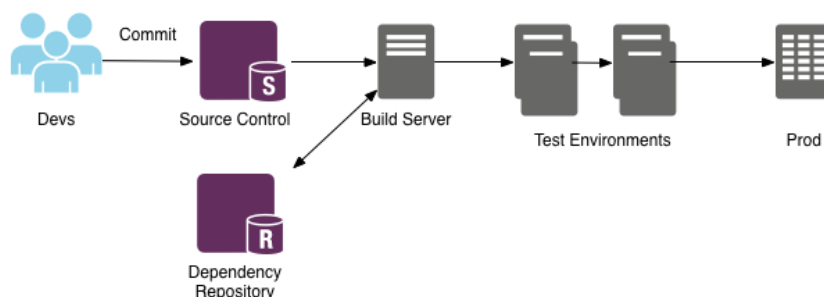 Commit
S
Devs
Source Control
Build Server
Test Environments
Prod
R
Dependency
Repository